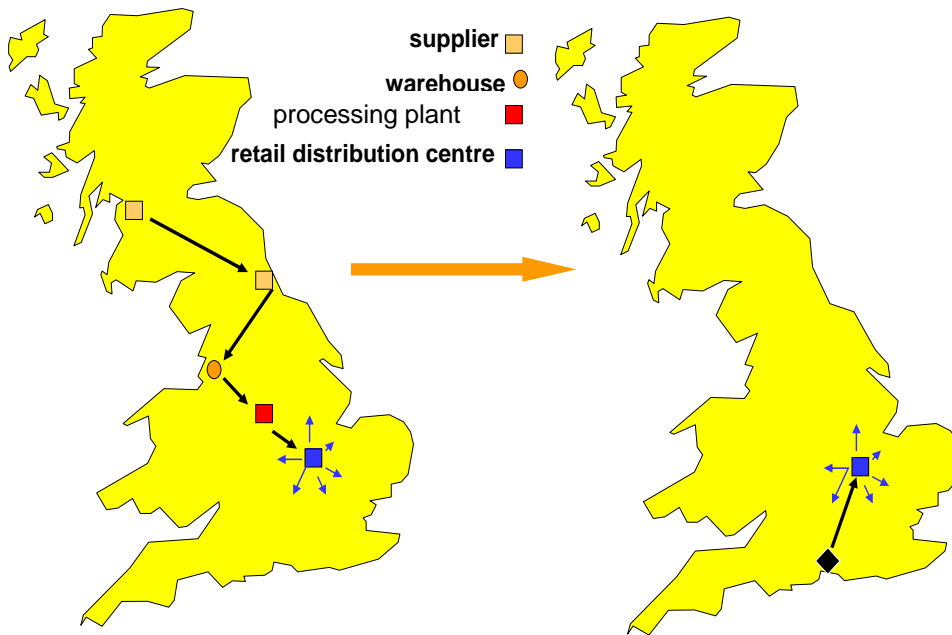 supplier
warehouse
processing plant
retail distribution centre